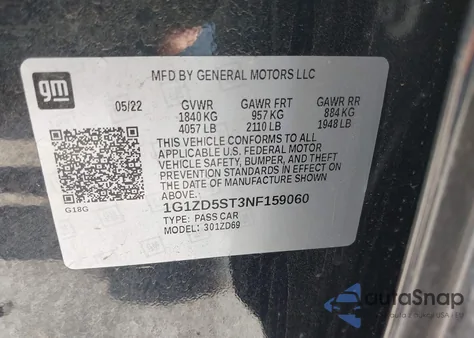 gm
MFD BY GENERAL MOTORS LLC
05/22 GVWR GAWR FRT GAWR RR
1840 KG 957 KG 884 KG
4057 LB 2110 LB 1948 LB
THIS VEHICLE CONFORMS TO ALL
APPLICABLE U.S. FEDERAL MOTOR
VEHICLE SAFETY, BUMPER, AND THEFT
PREVENTION STANDARDS IN EFFECT ON
THE DATE OF MANUFACTURE SHOWN
ABOVE.
G18G
1G1ZD5ST3NF159060
TYPE: PASS CAR
MODEL: 301ZD69
autaSnap